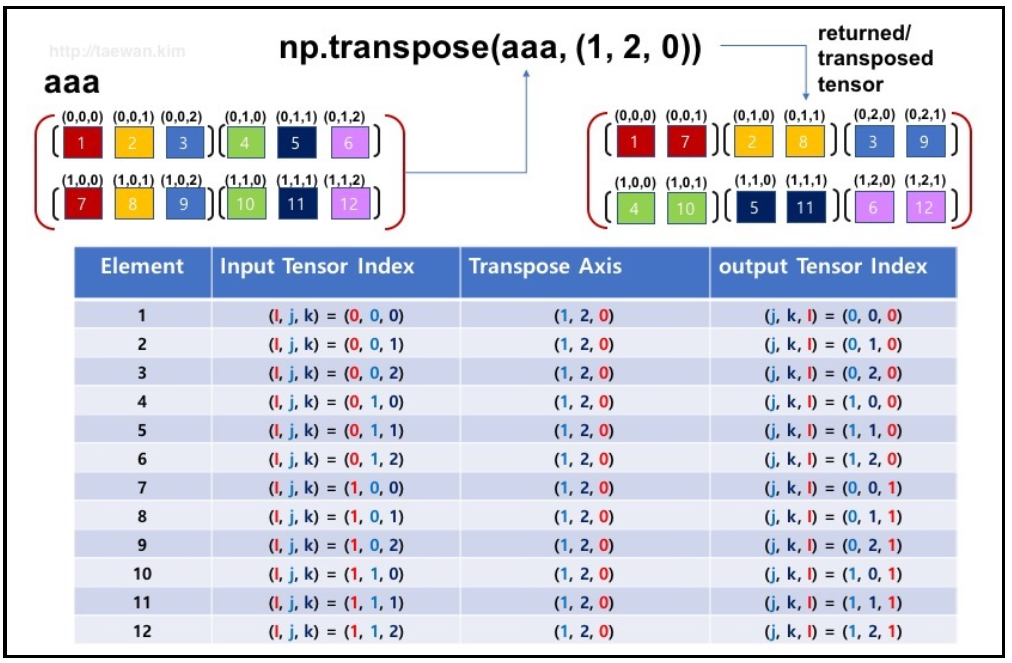 http://taewan.kim
np.transpose(aaa, (1, 2, 0))
returned/
transposed
tensor
aaa
(0,0,0) (0,0,1) (0,0,2) (0,1,0) (0,1,1) (0,1,2)
1 2 3 4 5 6
(1,0,0) (1,0,1) (1,0,2) (1,1,0) (1,1,1) (1,1,2)
7 8 9 10 11 12
(0,0,0) (0,0,1) (0,1,0) (0,1,1) (0,2,0) (0,2,1)
1 7 2 8 3 9
(1,0,0) (1,0,1) (1,1,0) (1,1,1) (1,2,0) (1,2,1)
4 10 5 11 6 12
Element Input Tensor Index Transpose Axis output Tensor Index
1 (I, j, k) = (0, 0, 0) (1, 2, 0) (j, k, I) = (0, 0, 0)
2 (I, j, k) = (0, 0, 1) (1, 2, 0) (j, k, I) = (0, 1, 0)
3 (I, j, k) = (0, 0, 2) (1, 2, 0) (j, k, I) = (0, 2, 0)
4 (I, j, k) = (0, 1, 0) (1, 2, 0) (j, k, I) = (1, 0, 0)
5 (I, j, k) = (0, 1, 1) (1, 2, 0) (j, k, I) = (1, 1, 0)
6 (I, j, k) = (0, 1, 2) (1, 2, 0) (j, k, I) = (1, 2, 0)
7 (I, j, k) = (1, 0, 0) (1, 2, 0) (j, k, I) = (0, 0, 1)
8 (I, j, k) = (1, 0, 1) (1, 2, 0) (j, k, I) = (0, 1, 1)
9 (I, j, k) = (1, 0, 2) (1, 2, 0) (j, k, I) = (0, 2, 1)
10 (I, j, k) = (1, 1, 0) (1, 2, 0) (j, k, I) = (1, 0, 1)
11 (I, j, k) = (1, 1, 1) (1, 2, 0) (j, k, I) = (1, 1, 1)
12 (I, j, k) = (1, 1, 2) (1, 2, 0) (j, k, I) = (1, 2, 1)